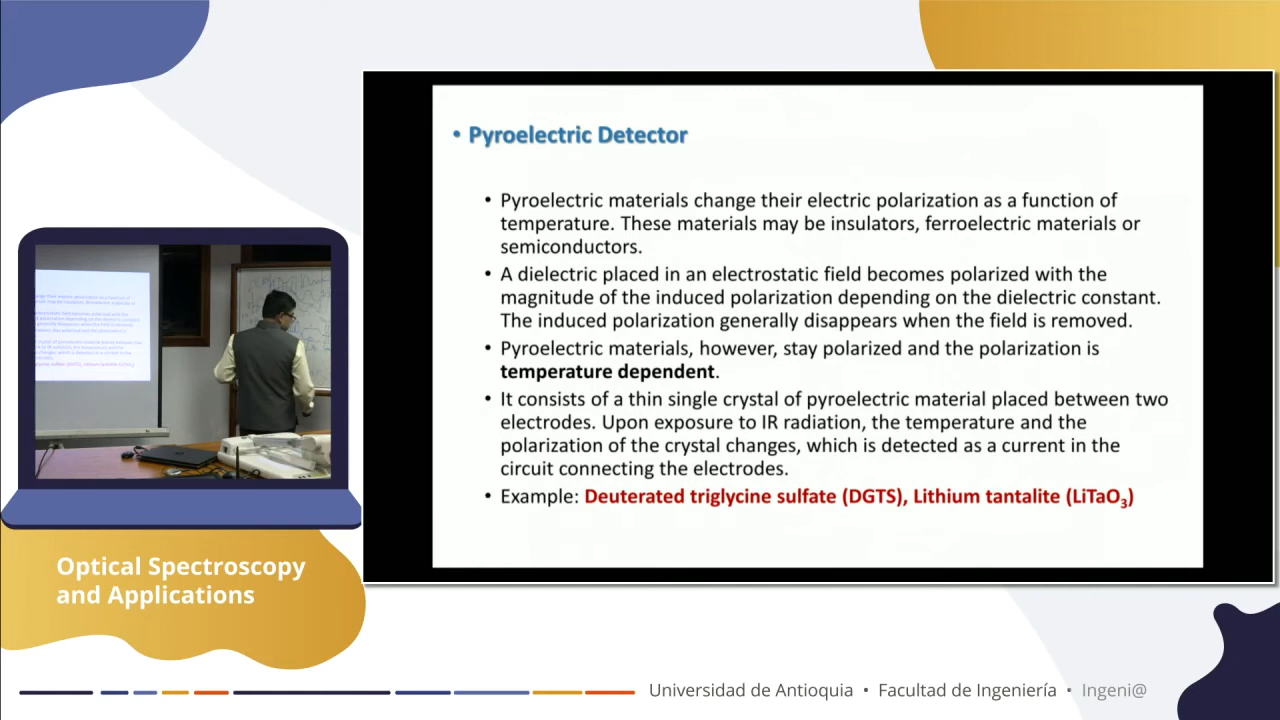 • Pyroelectric Detector
• Pyroelectric materials change their electric polarization as a function of
temperature. These materials may be insulators, ferroelectric materials or
semiconductors.
• A dielectric placed in an electrostatic field becomes polarized with the
magnitude of the induced polarization depending on the dielectric constant.
The induced polarization generally disappears when the field is removed.
• Pyroelectric materials, however, stay polarized and the polarization is
temperature dependent.
• It consists of a thin single crystal of pyroelectric material placed between two
electrodes. Upon exposure to IR radiation, the temperature and the
polarization of the crystal changes, which is detected as a current in the
circuit connecting the electrodes.
• Example: Deuterated triglycine sulfate (DGTS), Lithium tantalite (LiTaO₃)
Optical Spectroscopy
and Applications
Universidad de Antioquia • Facultad de Ingeniería • Ingeni@